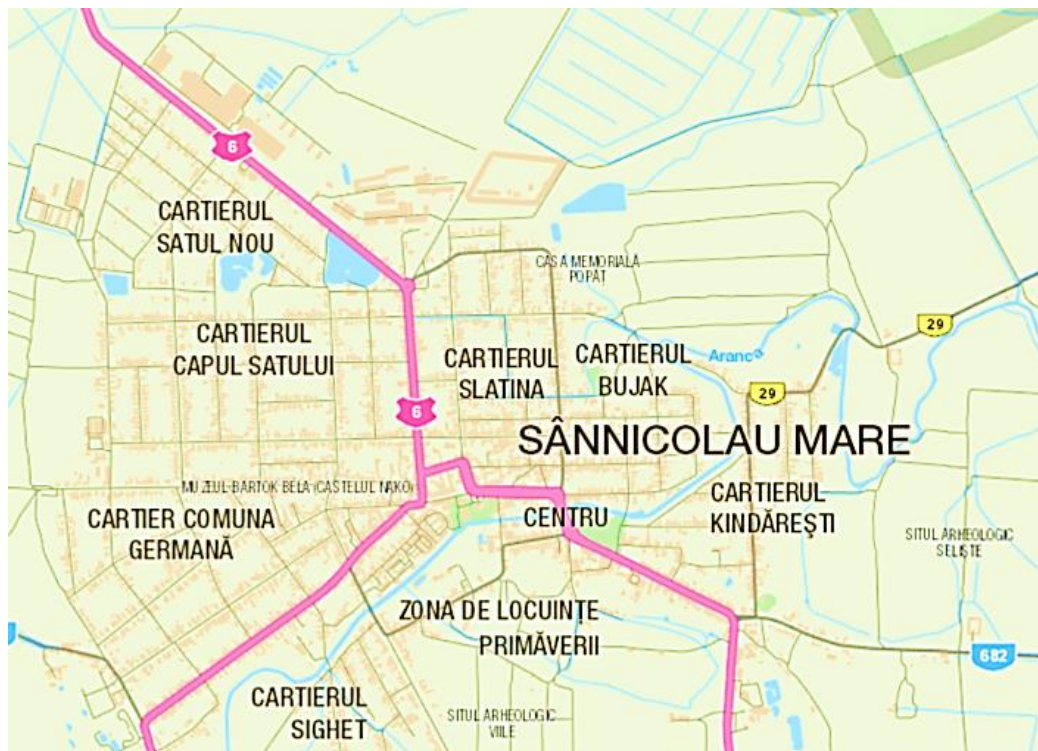 6
CARTIERUL
SATUL NOU
CASA MEMORIALĂ
POPĂȚ
29
CARTIERUL
CAPUL SATULUI
CARTIERUL
SLATINA
CARTIERUL
BUJAK
Aranca
29
6
SÂNNICOLAU MARE
MUZEUL BARTOK BELA (CASTELUL NAKO)
CARTIER COMUNA
GERMANĂ
CENTRU
CARTIERUL
KINDĂREȘTI
SITUL ARHEOLOGIC
SELIȘTE
ZONA DE LOCUINȚE
PRIMĂVERII
682
CARTIERUL
SIGHET
SITUL ARHEOLOGIC
VIILE